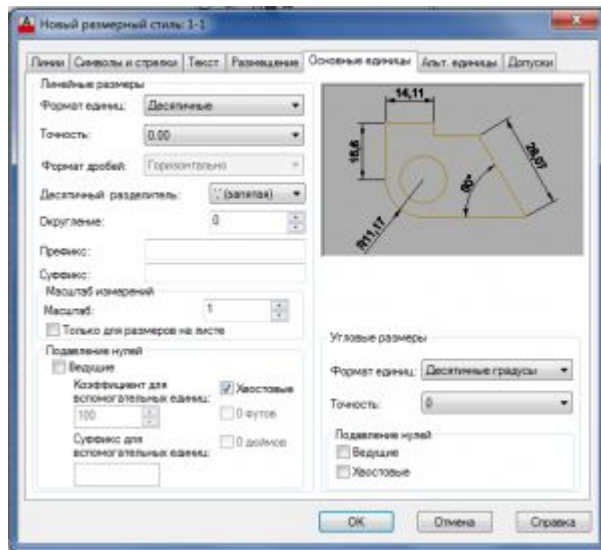 Новый размерный стиль: 1-1
Линии
Символы и стрелки
Текст
Размещение
Основные единицы
Альт. единицы
Допуски
Линейные размеры
Формат единиц:
Десятичные
Точность:
0.00
Формат дробей:
Горизонтально
Десятичный разделитель:
',' (запятая)
Округление:
0
Префикс:
Суффикс:
Масштаб измерений
Масштаб:
1
Только для размеров на листе
Подавление нулей
Ведущие
Коэффициент для
вспомогательных единиц:
100
Суффикс для
вспомогательных единиц:
Хвостовые
0 футов
0 дюймов
14,11
16,6
28,07
60°
R11,17
Угловые размеры
Формат единиц:
Десятичные градусы
Точность:
0
Подавление нулей
Ведущие
Хвостовые
OK
Отмена
Справка